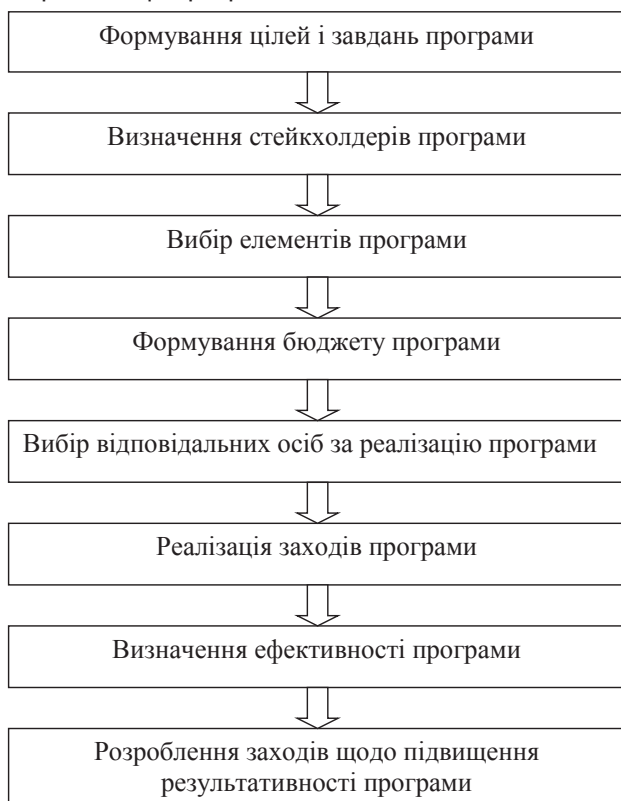 Формування цілей і завдань програми
Визначення стейкхолдерів програми
Вибір елементів програми
Формування бюджету програми
Вибір відповідальних осіб за реалізацію програми
Реалізація заходів програми
Визначення ефективності програми
Розроблення заходів щодо підвищення
результативності програми